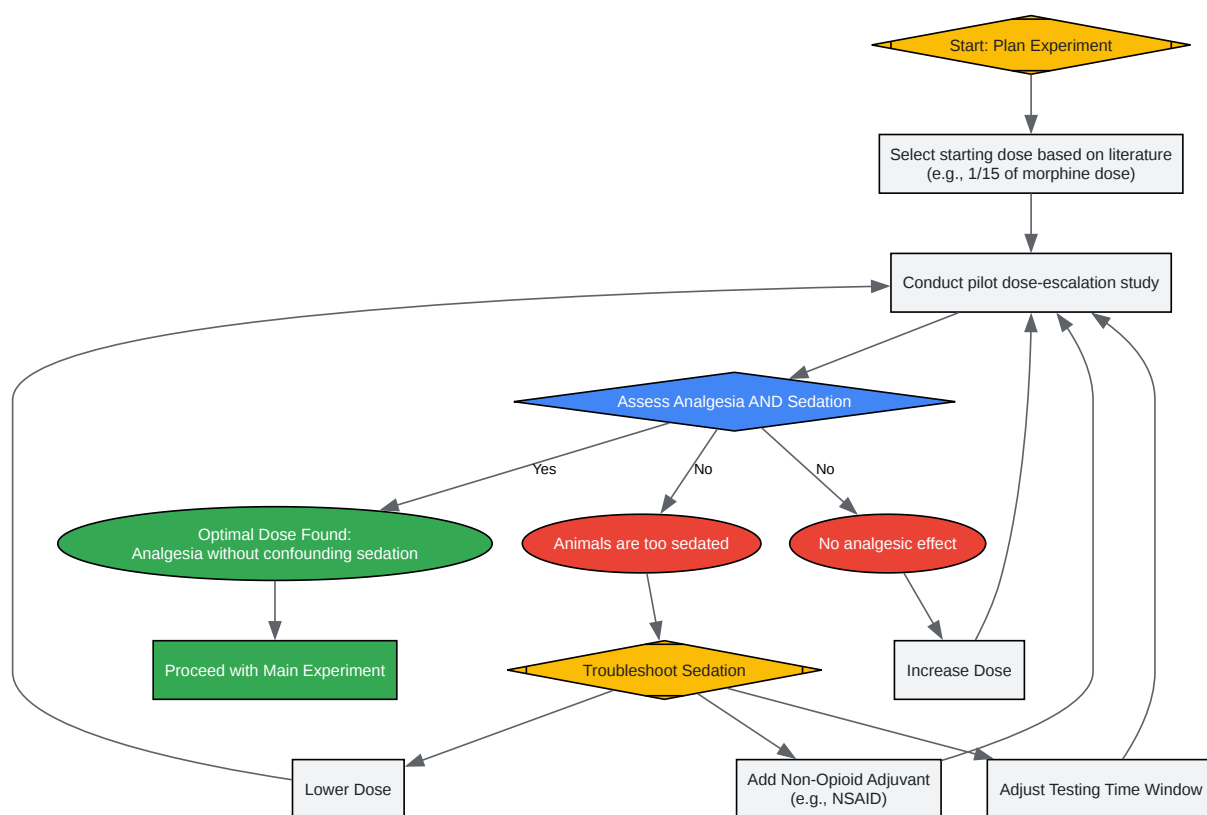 Start: Plan Experiment
Select starting dose based on literature
(e.g., 1/15 of morphine dose)
Conduct pilot dose-escalation study
Assess Analgesia AND Sedation
Yes
No
No
Optimal Dose Found:
Analgesia without confounding sedation
Animals are too sedated
No analgesic effect
Proceed with Main Experiment
Troubleshoot Sedation
Increase Dose
Lower Dose
Add Non-Opioid Adjuvant
(e.g., NSAID)
Adjust Testing Time Window